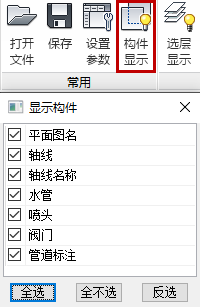 打开 保存 设置 构件 选层
文件 参数 显示 显示
常用
显示构件
平面图名
轴线
轴线名称
水管
喷头
阀门
管道标注
全选 全不选 反选